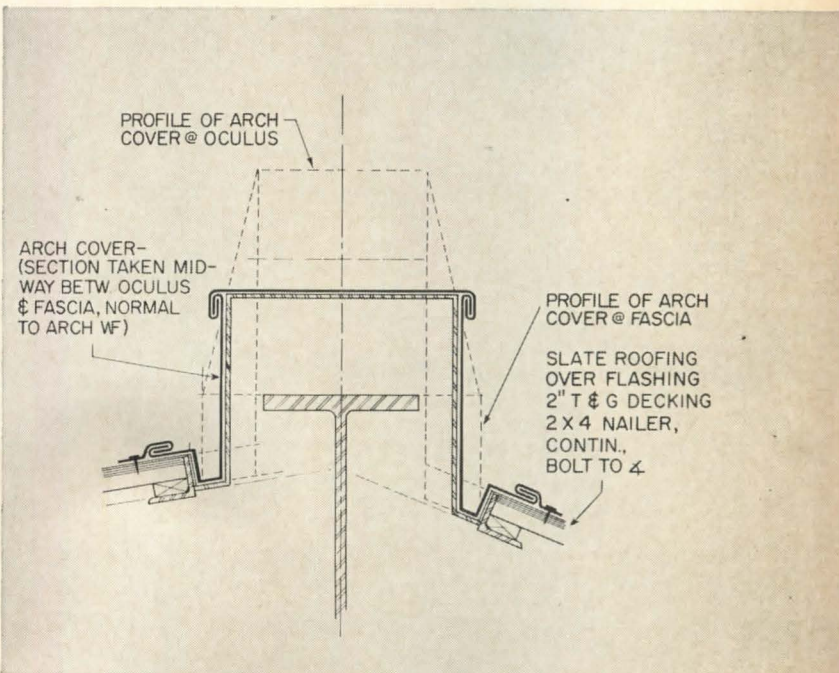 PROFILE OF ARCH
COVER @ OCULUS
ARCH COVER-
(SECTION TAKEN MID-
WAY BETW. OCULUS
& FASCIA, NORMAL
TO ARCH WF)
PROFILE OF ARCH
COVER @ FASCIA
SLATE ROOFING
OVER FLASHING
2" T & G DECKING
2 X 4 NAILER,
CONTIN.,
BOLT TO ∡